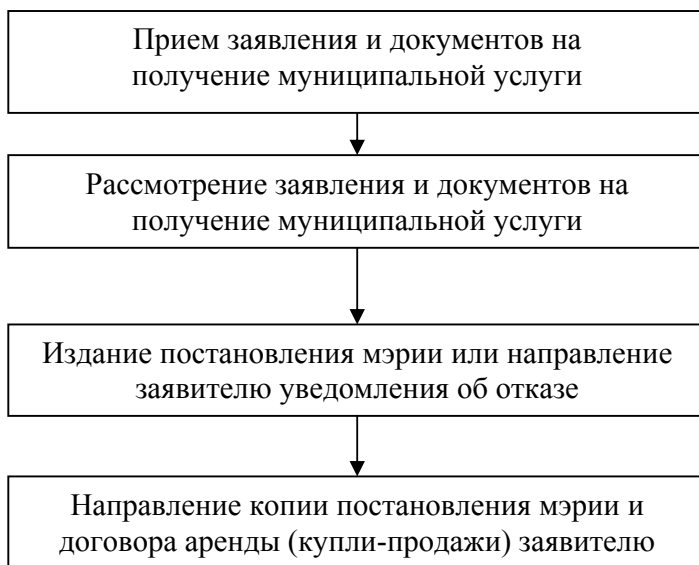 Прием заявления и документов на
получение муниципальной услуги
Рассмотрение заявления и документов на
получение муниципальной услуги
Издание постановления мэрии или направление
заявителю уведомления об отказе
Направление копии постановления мэрии и
договора аренды (купли-продажи) заявителю